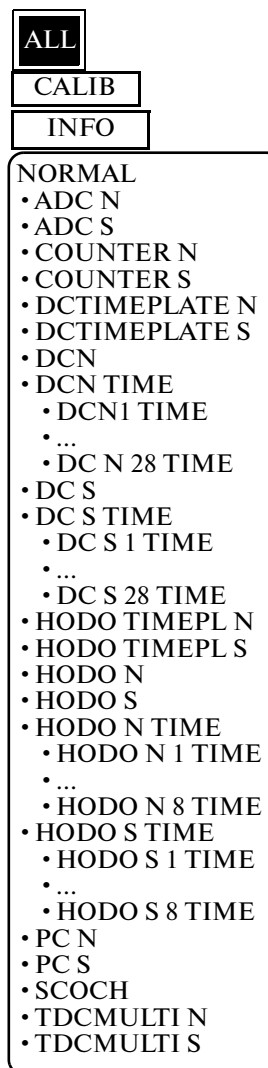 ALL
CALIB
INFO
NORMAL
• ADC N
• ADC S
• COUNTER N
• COUNTER S
• DCTIMEPLATE N
• DCTIMEPLATE S
• DCN
• DCN TIME
• DCN1 TIME
• ...
• DC N 28 TIME
• DC S
• DC S TIME
• DC S 1 TIME
• ...
• DC S 28 TIME
• HODO TIMEPL N
• HODO TIMEPL S
• HODO N
• HODO S
• HODO N TIME
• HODO N 1 TIME
• ...
• HODO N 8 TIME
• HODO S TIME
• HODO S 1 TIME
• ...
• HODO S 8 TIME
• PC N
• PC S
• SCOCH
• TDCMULTI N
• TDCMULTI S